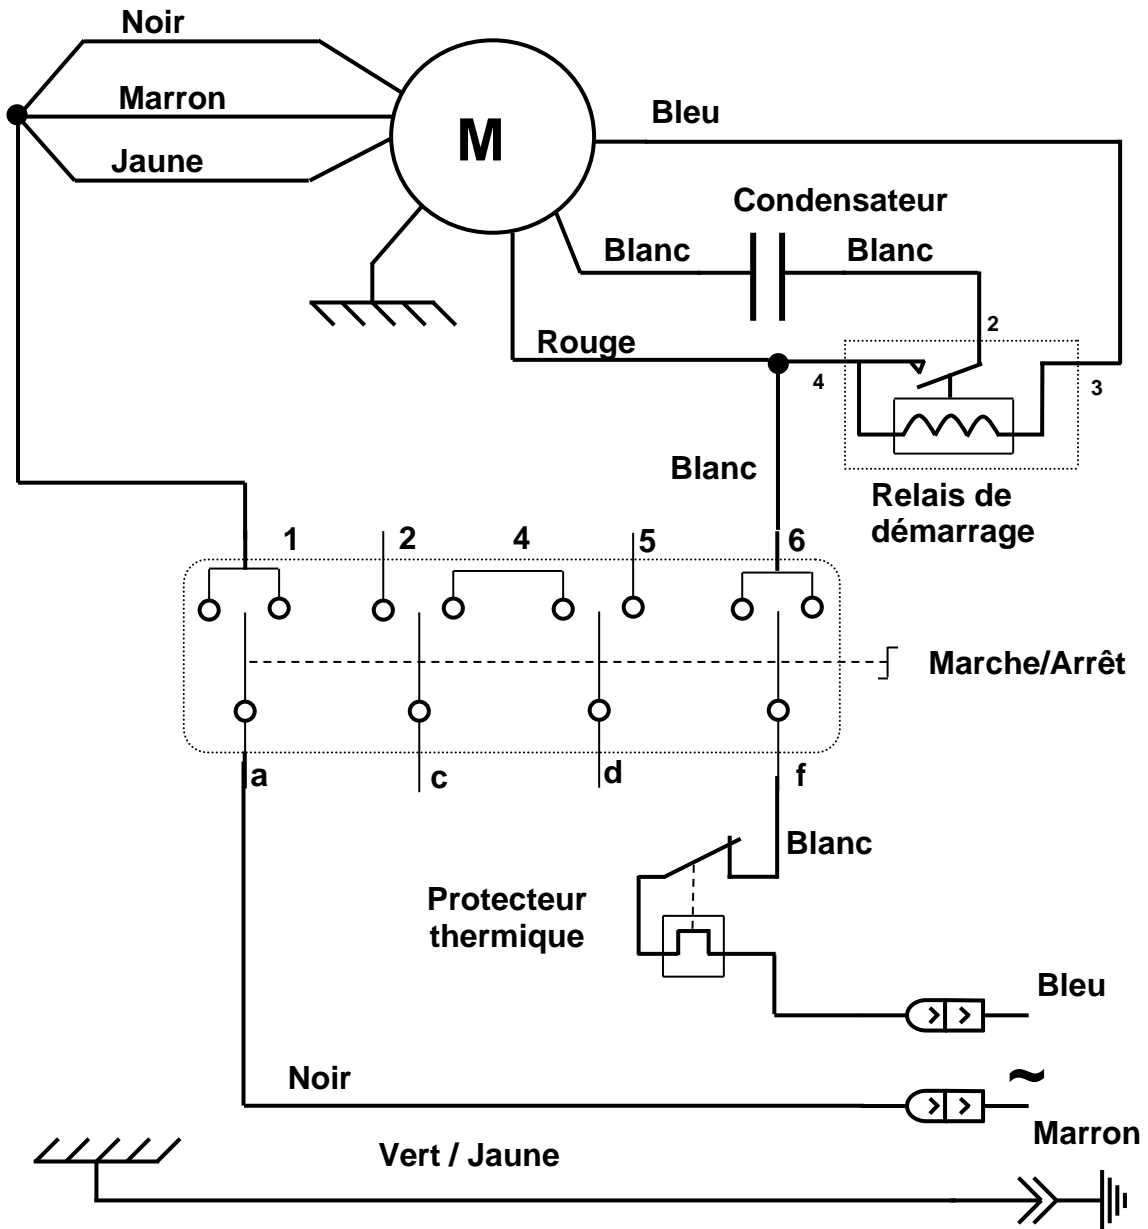 Noir
Marron
Bleu
M
Jaune
Condensateur
Blanc
Blanc
2
Rouge
4
3
Blanc
Relais de
démarrage
1
2
4
5
6
Marche/Arrêt
a
c
d
f
Blanc
Protecteur
thermique
Bleu
Noir
~
Marron
Vert / Jaune